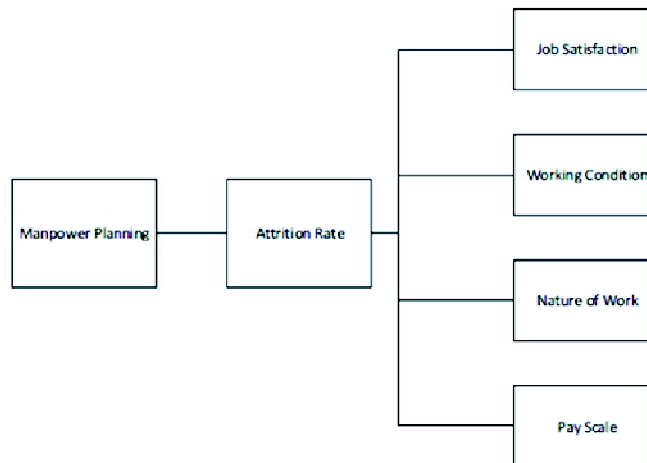 Job Satisfaction
Working Condition
Manpower Planning
Attrition Rate
Nature of Work
Pay Scale